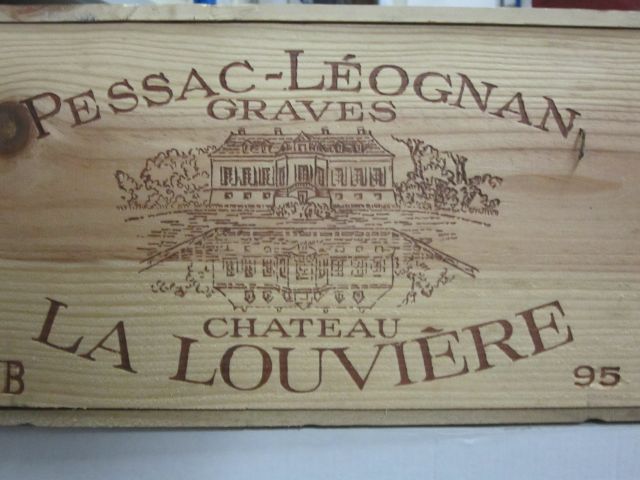 PESSAC-LÉOGNAN
GRAVES
CHATEAU
LA LOUVIÈRE
B
95